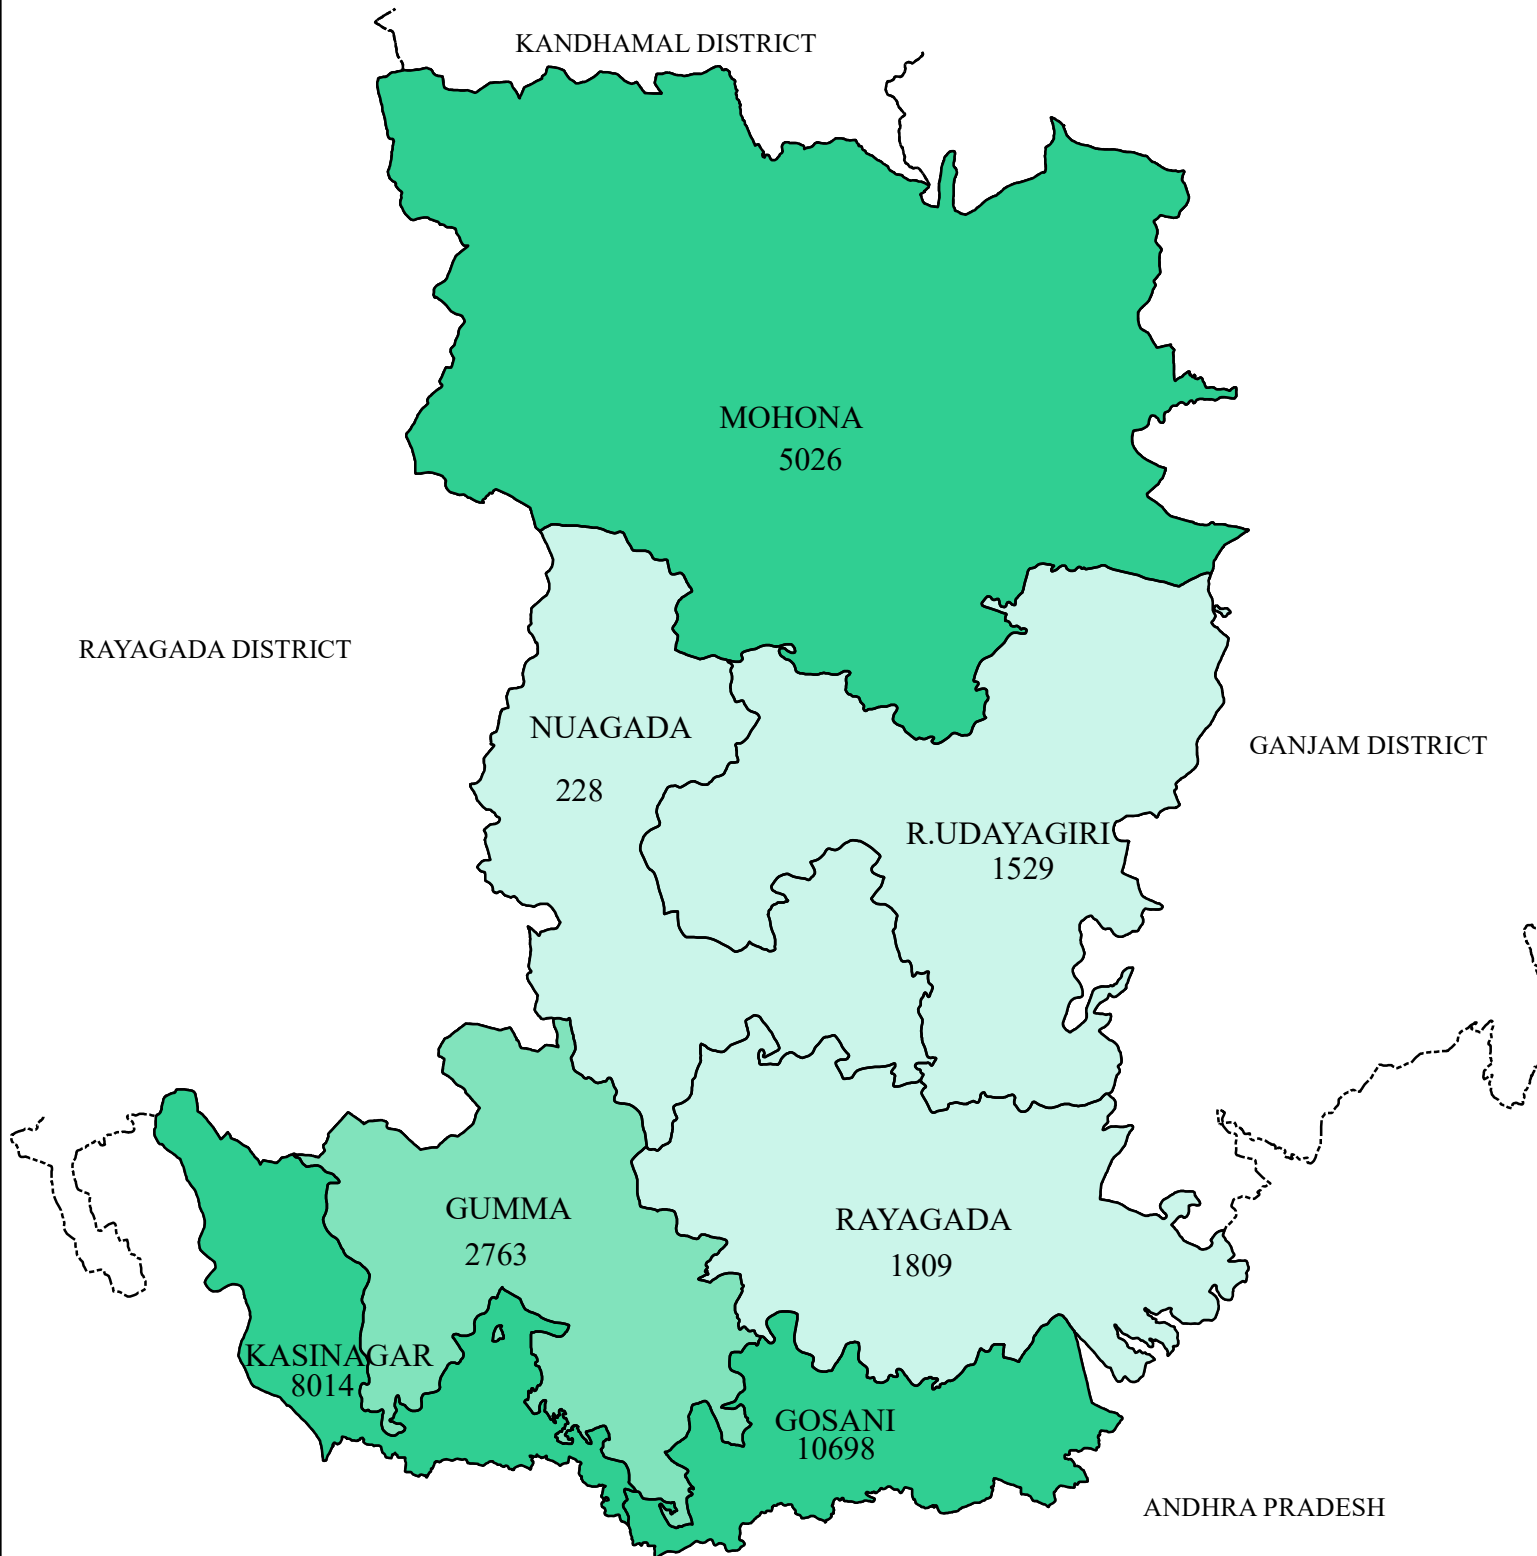 KANDHAMAL DISTRICT
MOHONA
5026
RAYAGADA DISTRICT
NUAGADA
228
GANJAM DISTRICT
R.UDAYAGIRI
1529
GUMMA
2763
RAYAGADA
1809
KASINAGAR
8014
GOSANI
10698
ANDHRA PRADESH